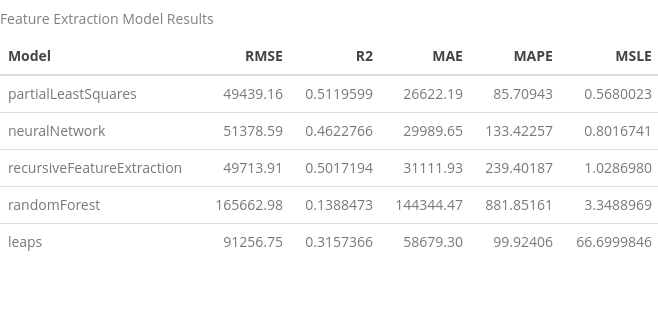 Feature Extraction Model Results
Model RMSE R2 MAE MAPE MSLE
partialLeastSquares 49439.16 0.5119599 26622.19 85.70943 0.5680023
neuralNetwork 51378.59 0.4622766 29989.65 133.42257 0.8016741
recursiveFeatureExtraction 49713.91 0.5017194 31111.93 239.40187 1.0286980
randomForest 165662.98 0.1388473 144344.47 881.85161 3.3488969
leaps 91256.75 0.3157366 58679.30 99.92406 66.6999846